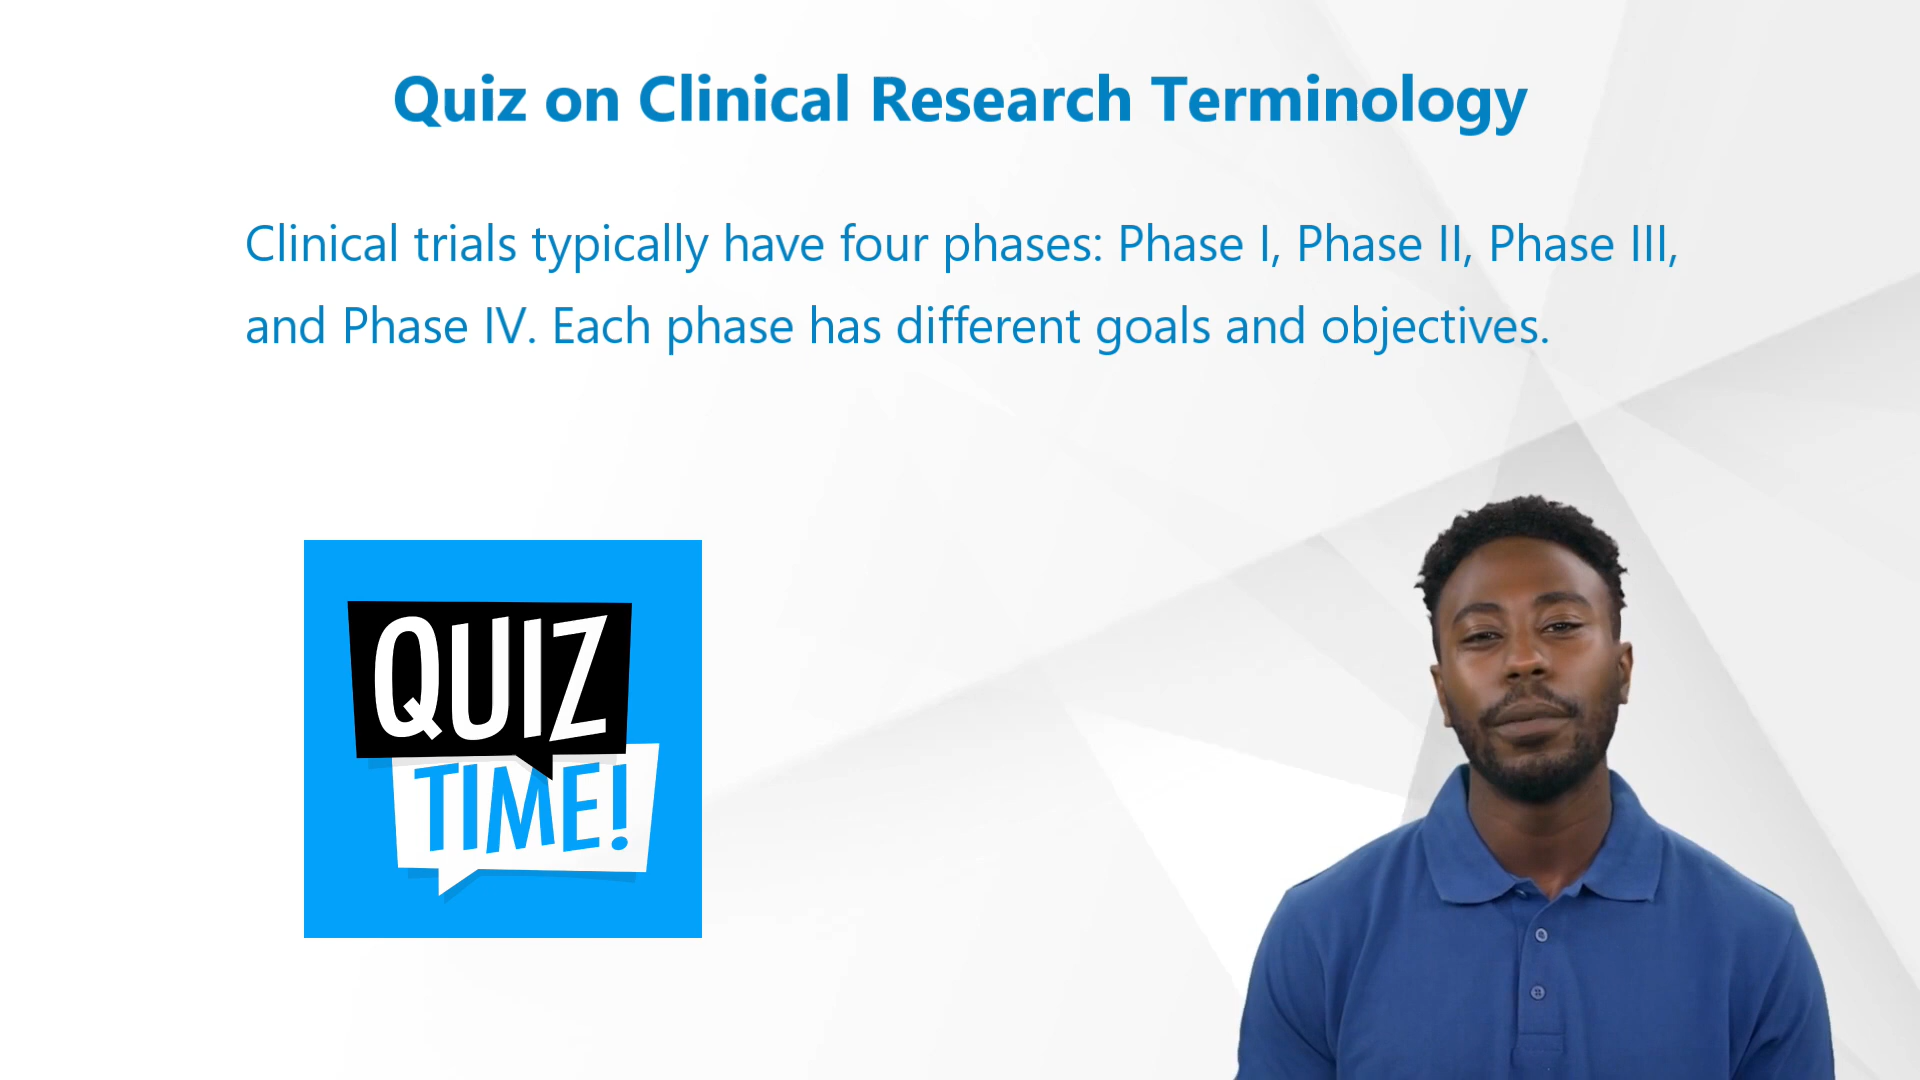 Quiz on Clinical Research Terminology
Clinical trials typically have four phases: Phase I, Phase II, Phase III,
and Phase IV. Each phase has different goals and objectives.
QUIZ
TIME!